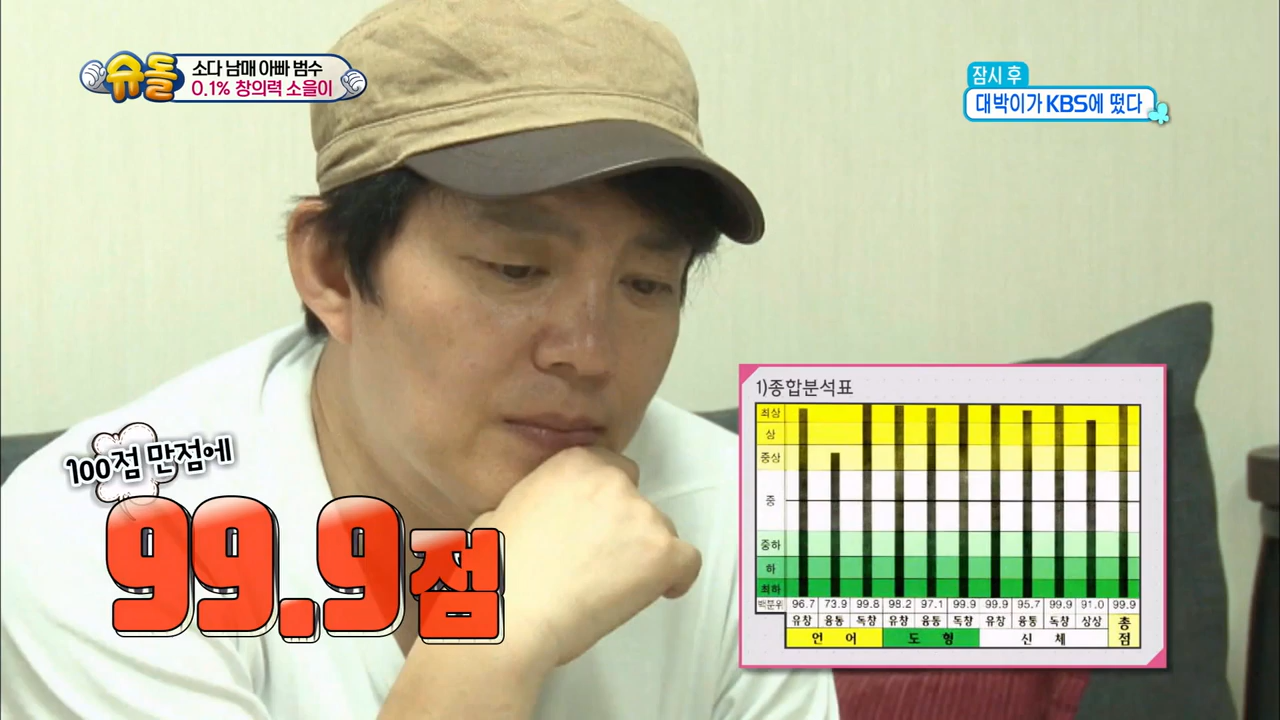 슈돌
소다 남매 아빠 범수
0.1% 창의력 소을이
잠시 후
대박이가 KBS에 떴다
100점 만점에
99.9점
1)종합분석표
최상
상
중상
중
중하
하
최하
백분위 96.7 73.9 99.8 98.2 97.1 99.9 99.9 95.7 99.9 91.0 99.9
유창 융통 독창 유창 융통 독창 유창 융통 독창 상상 총점
언어 도형 신체